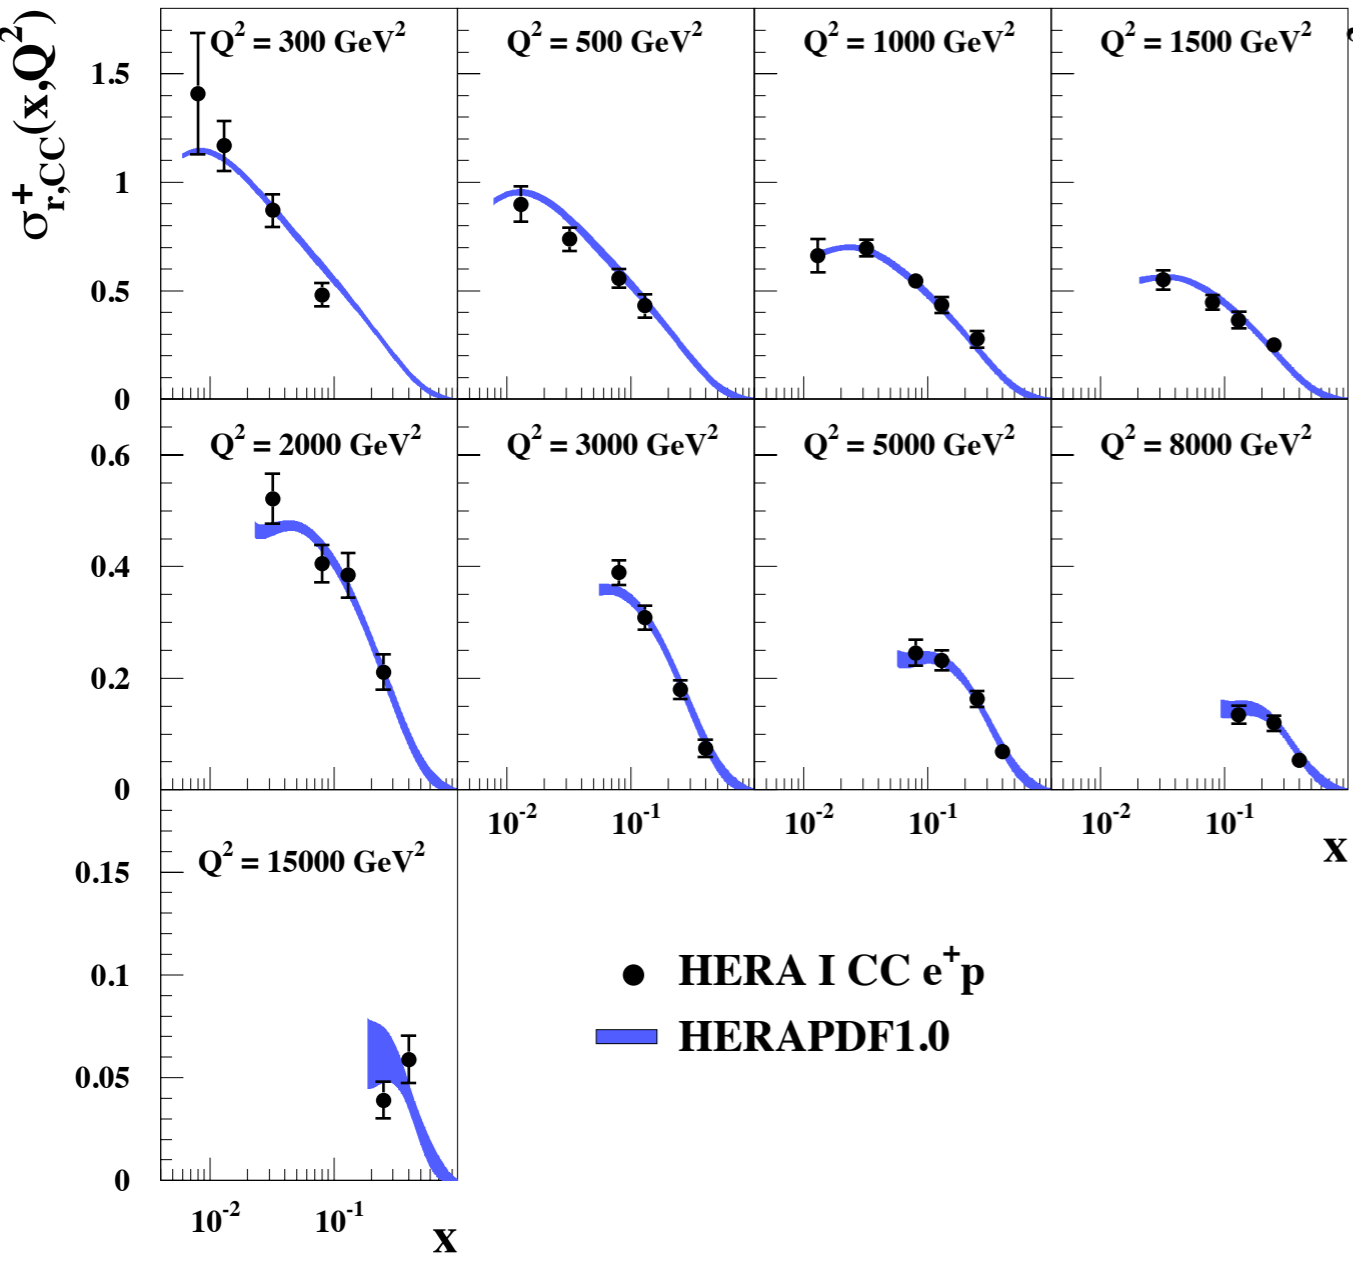 σ⁺r,CC(x,Q²)
Q² = 300 GeV²
Q² = 500 GeV²
Q² = 1000 GeV²
Q² = 1500 GeV²
1.5
1
0.5
0
Q² = 2000 GeV²
Q² = 3000 GeV²
Q² = 5000 GeV²
Q² = 8000 GeV²
0.6
0.4
0.2
0
10⁻² 10⁻¹
10⁻² 10⁻¹
10⁻² 10⁻¹
x
Q² = 15000 GeV²
0.15
0.1
0.05
0
10⁻² 10⁻¹
x
HERA I CC e⁺p
HERAPDF1.0